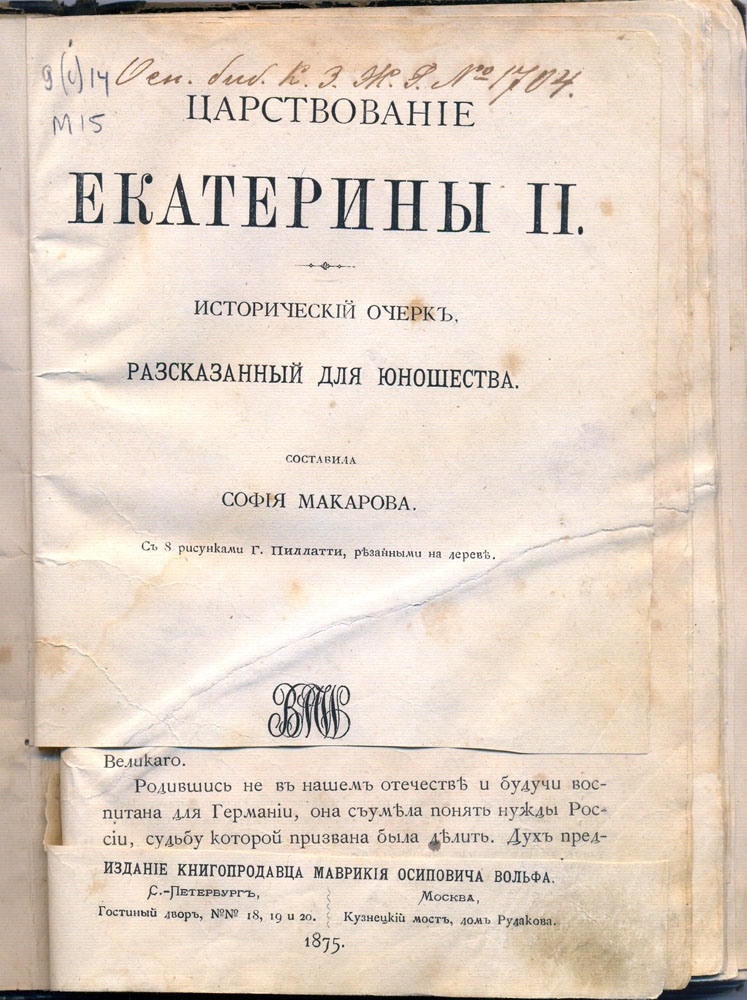 9(с)14 Осн. биб. К. З. Ж. Д. №1704.
М15
ЦАРСТВОВАНІЕ
ЕКАТЕРИНЫ II.
ИСТОРИЧЕСКІЙ ОЧЕРКЪ,
РАЗСКАЗАННЫЙ ДЛЯ ЮНОШЕСТВА.
СОСТАВИЛА
СОФІЯ МАКАРОВА.
Съ 8 рисунками Г. Пиллатти, рѣзанными на деревѣ.
Великаго.
Родившись не въ нашемъ отечествѣ и будучи вос-
питана для Германіи, она съумѣла понять нужды Рос-
сіи, судьбу которой призвана была дѣлить. Духъ пред-
ИЗДАНІЕ КНИГОПРОДАВЦА МАВРИКІЯ ОСИПОВИЧА ВОЛЬФА.
С.-Петербургъ,
Гостиный дворъ, №№ 18, 19 и 20.
Москва,
Кузнецкій мостъ, домъ Рудакова.
1875.